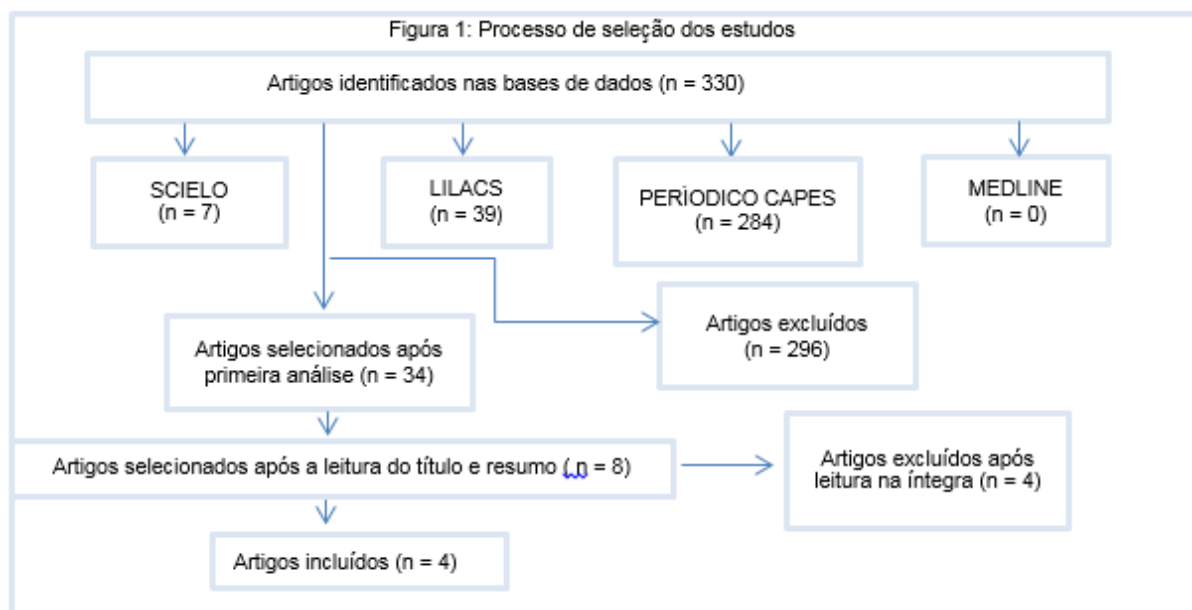 Figura 1: Processo de seleção dos estudos
Artigos identificados nas bases de dados (n = 330)
SCIELO
(n = 7)
LILACS
(n = 39)
PERÌODICO CAPES
(n = 284)
MEDLINE
(n = 0)
Artigos excluídos
(n = 296)
Artigos selecionados após
primeira análise (n = 34)
Artigos selecionados após a leitura do título e resumo ( n = 8)
Artigos excluídos após
leitura na íntegra (n = 4)
Artigos incluídos (n = 4)